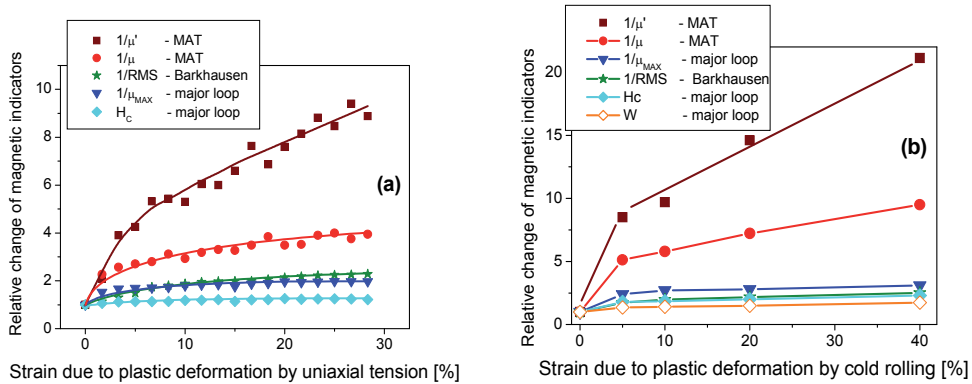 1/μ' - MAT
1/μ - MAT
1/RMS - Barkhausen
1/μMAX - major loop
HC - major loop
Relative change of magnetic indicators
10
8
6
4
2
0
(a)
0 10 20 30
Strain due to plastic deformation by uniaxial tension [%]
1/μ' - MAT
1/μ - MAT
1/μMAX - major loop
1/RMS - Barkhausen
Hc - major loop
W - major loop
Relative change of magnetic indicators
20
15
10
5
0
(b)
0 10 20 30 40
Strain due to plastic deformation by cold rolling [%]